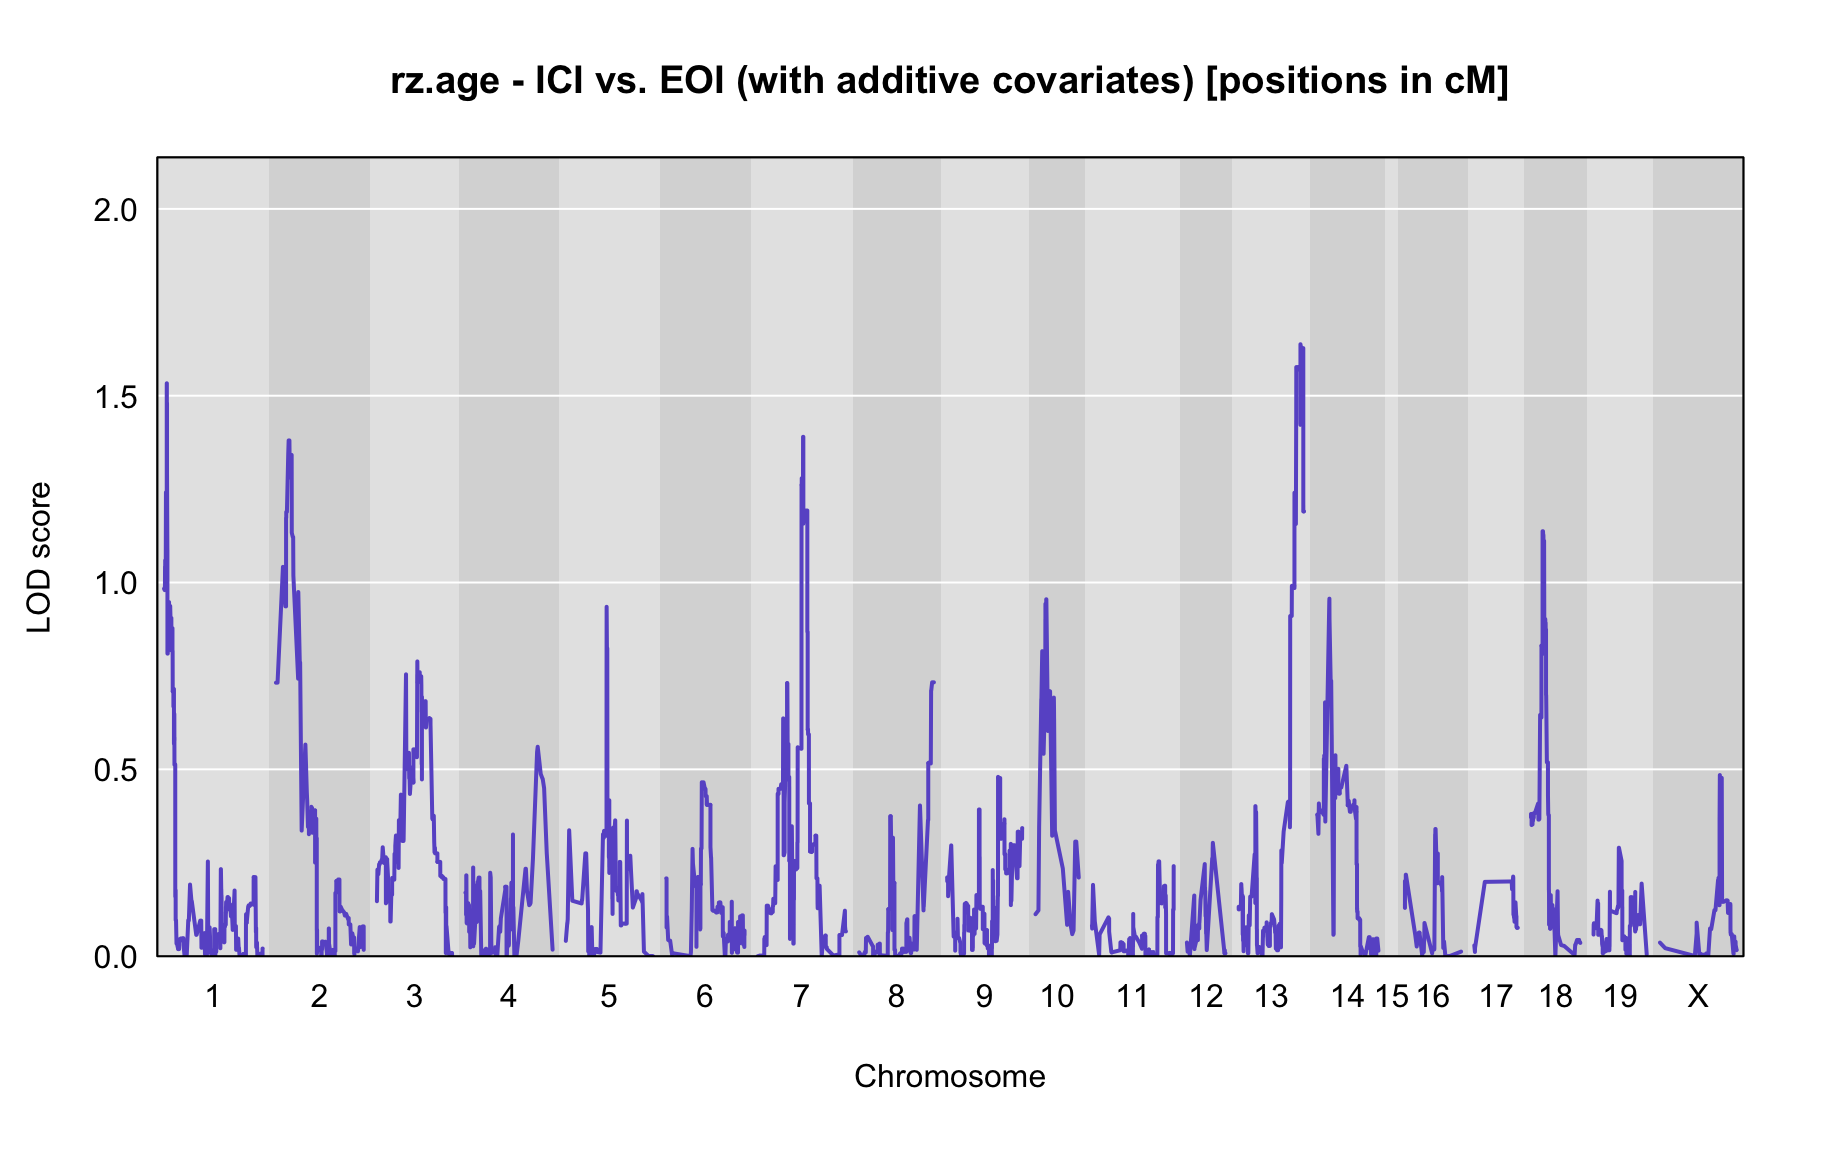 rz.age - ICI vs. EOI (with additive covariates) [positions in cM]
2.0
1.5
1.0
0.5
0.0
LOD score
1 2 3 4 5 6 7 8 9 10 11 12 13 14 15 16 17 18 19 X
Chromosome